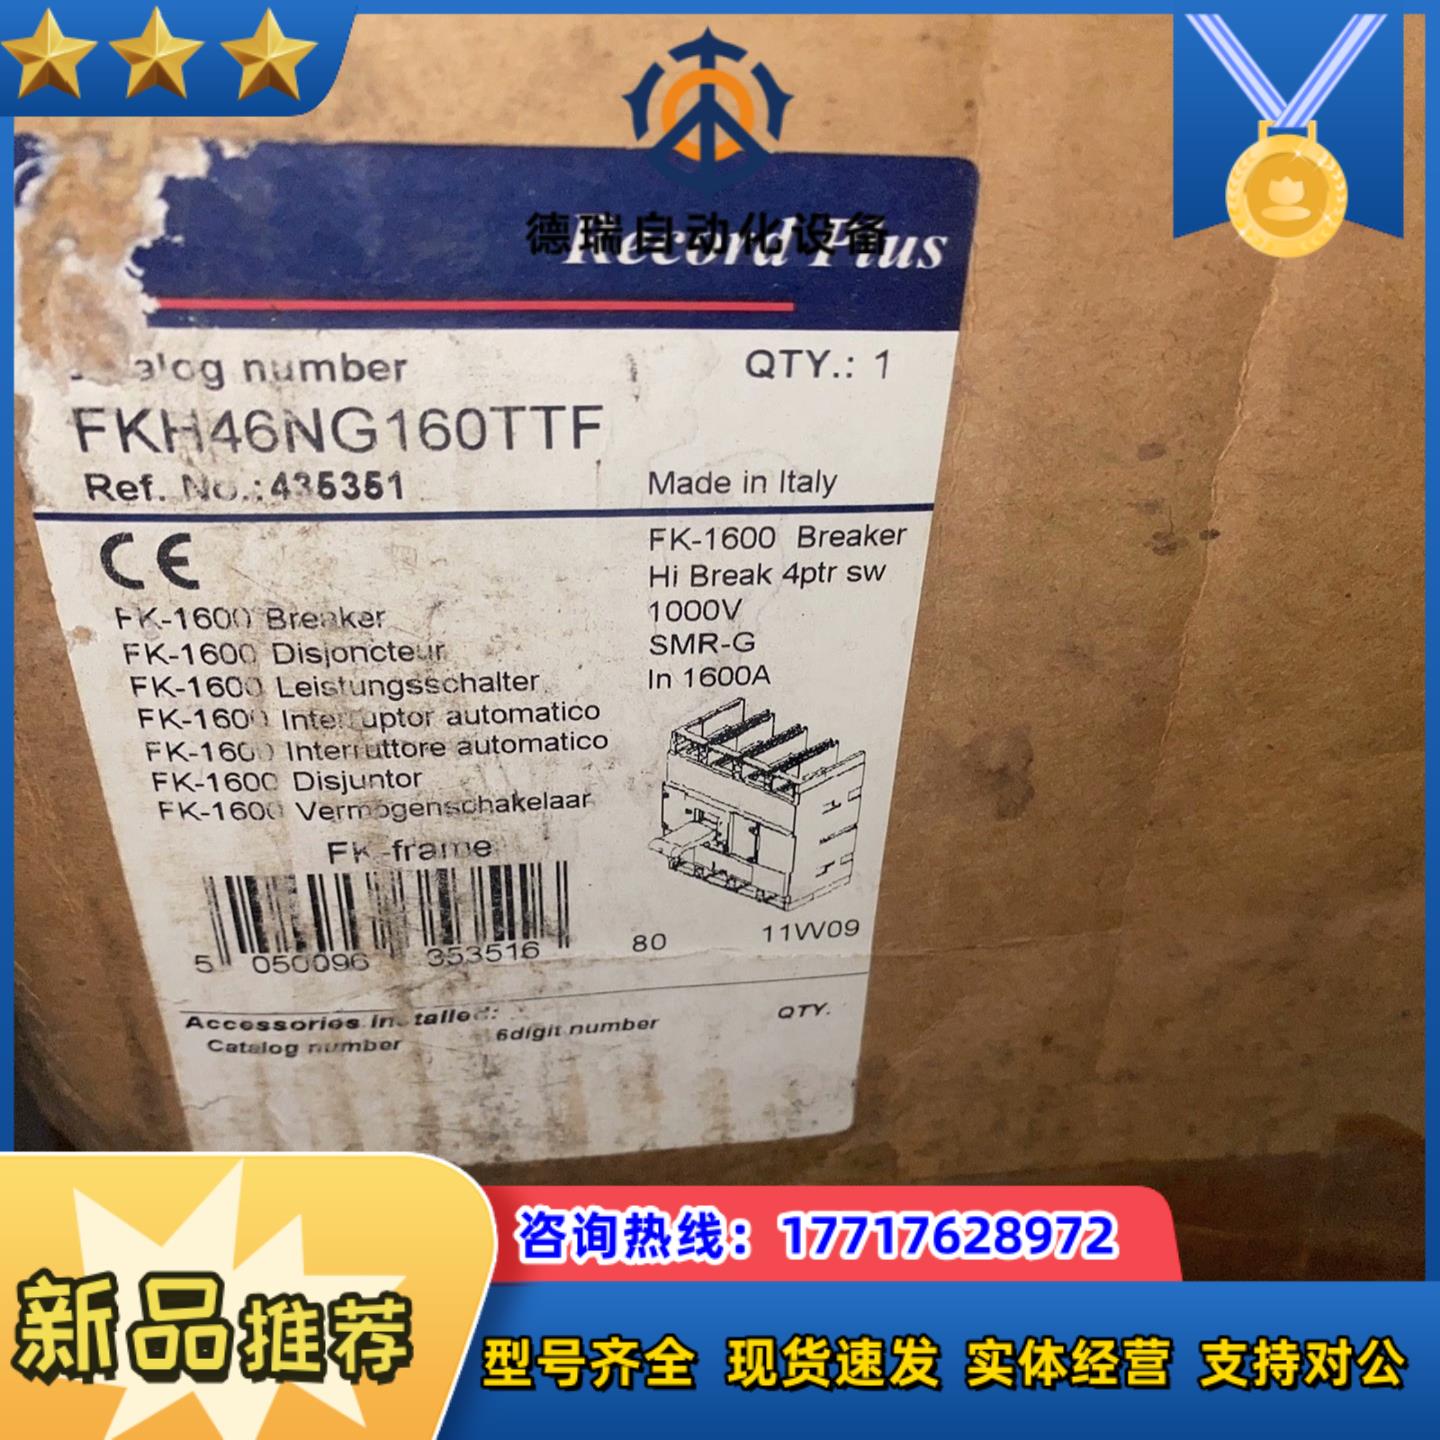 德瑞自动化设备
Record Plus
Catalog number
QTY.: 1
FKH46NG160TTF
Ref. No.:435351
Made in Italy
CE
FK-1600 Breaker
Hi Break 4ptr sw
1000V
SMR-G
In 1600A
FK-1600 Breaker
FK-1600 Disjoncteur
FK-1600 Leistungsschalter
FK-1600 Interruptor automatico
FK-1600 Interruttore automatico
FK-1600 Disjuntor
FK-1600 Vermogenschakelaar
FK-frame
5 050096 353516
80
11W09
Accessories installed:
Catalog number
6digit number
QTY.
咨询热线：17717628972
新品推荐
型号齐全 现货速发 实体经营 支持对公